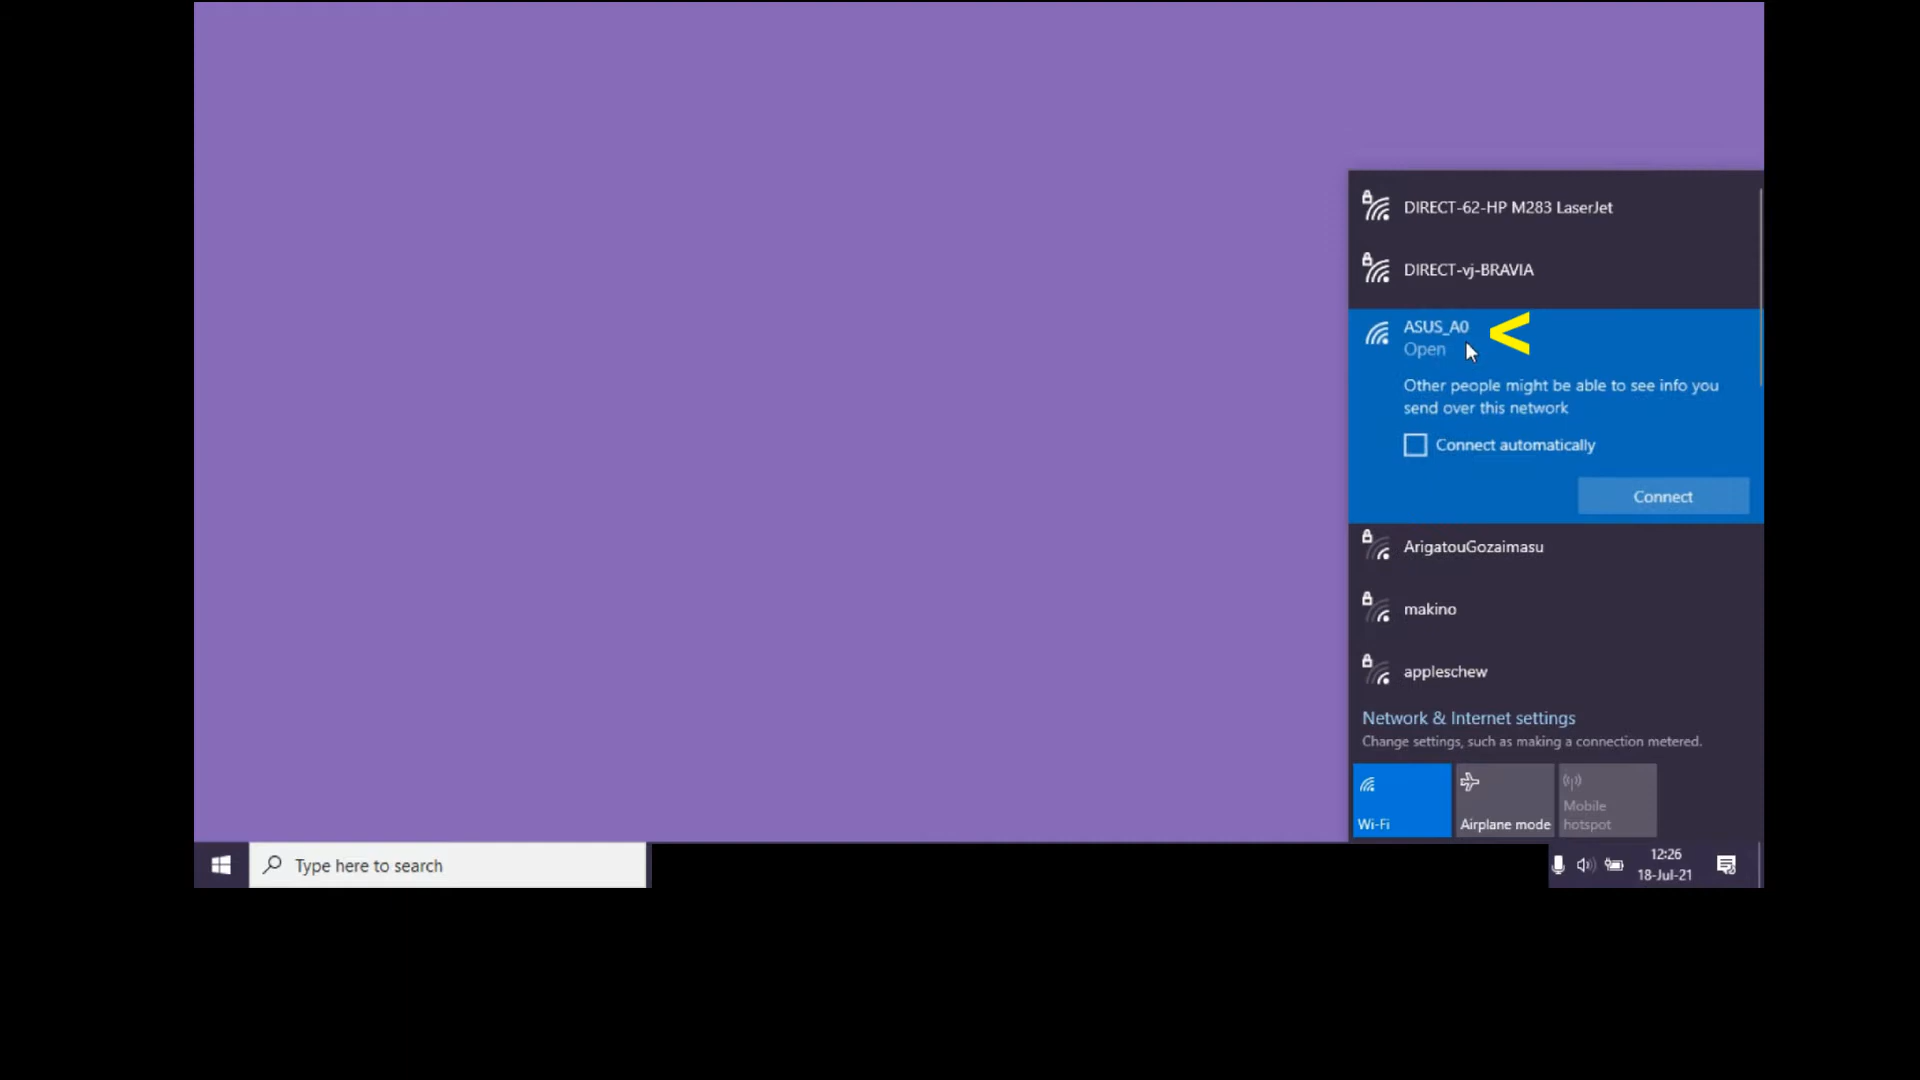 DIRECT-62-HP M283 LaserJet
DIRECT-vj-BRAVIA
ASUS_A0
<
Open
Other people might be able to see info you
send over this network
Connect automatically
Connect
ArigatouGozaimasu
makino
appleschew
Network & Internet settings
Change settings, such as making a connection metered.
Wi-Fi
Airplane mode
Mobile
hotspot
Type here to search
12:26
18-Jul-21